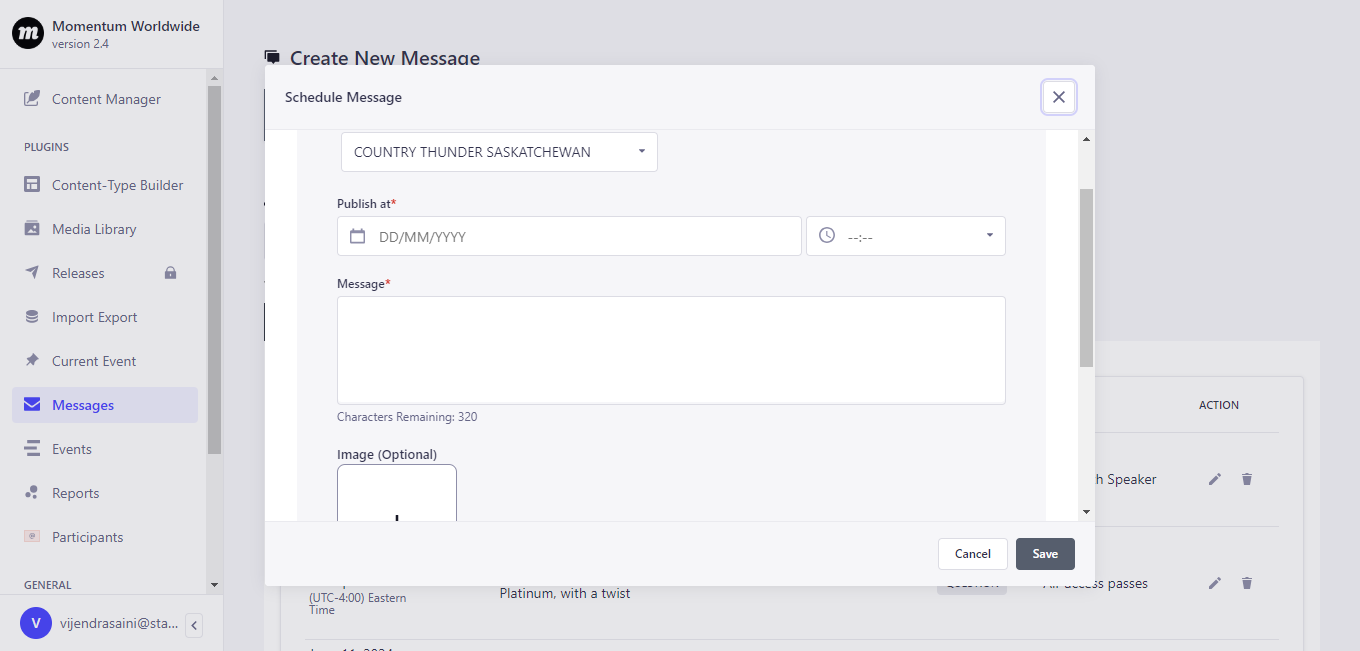 Momentum Worldwide
version 2.4
Content Manager
PLUGINS
Content-Type Builder
Media Library
Releases
Import Export
Current Event
Messages
Events
Reports
Participants
GENERAL
V vijendrasaini@sta...
Create New Message
Schedule Message
COUNTRY THUNDER SASKATCHEWAN
Publish at*
DD/MM/YYYY
--:--
Message*
Characters Remaining: 320
Image (Optional)
Cancel
Save
ACTION
h Speaker
(UTC-4:00) Eastern
Time
Platinum, with a twist
access passes